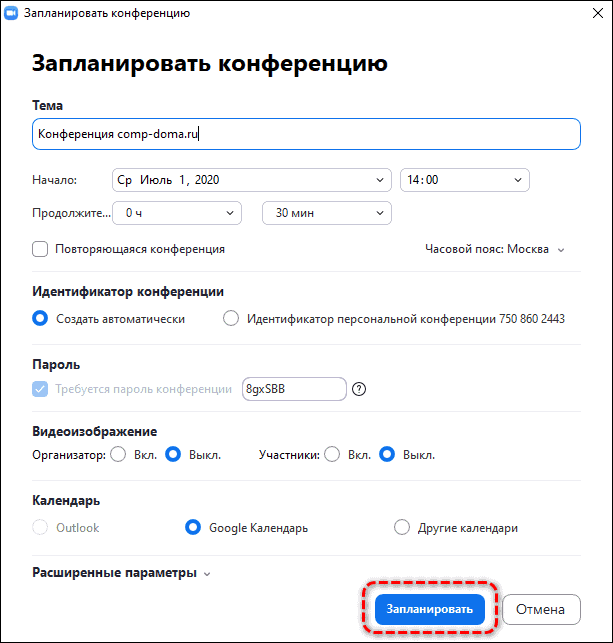 Запланировать конференцию
Запланировать конференцию
Тема
Конференция comp-doma.ru
Начало: Ср Июль 1, 2020 14:00
Продолжите... 0 ч 30 мин
Повторяющаяся конференция Часовой пояс: Москва
Идентификатор конференции
Создать автоматически Идентификатор персональной конференции 750 860 2443
Пароль
Требуется пароль конференции 8gxSBB ?
Видеоизображение
Организатор: Вкл. Выкл. Участники: Вкл. Выкл.
Календарь
Outlook Google Календарь Другие календари
Расширенные параметры
Запланировать Отмена